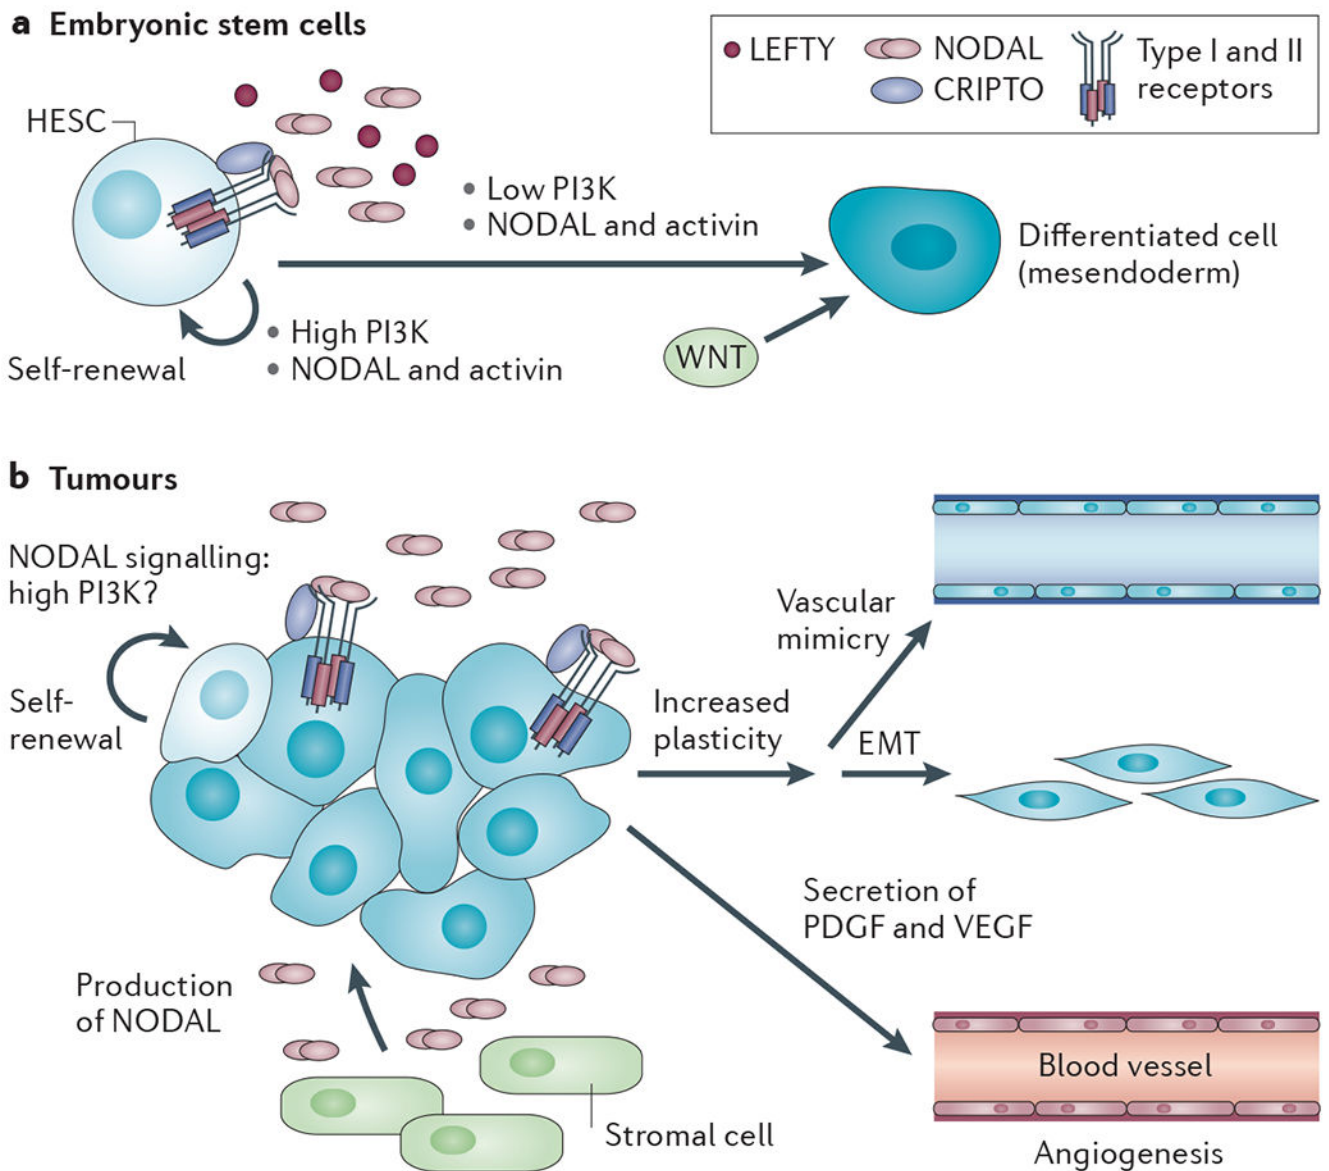 a Embryonic stem cells
LEFTY
NODAL
CRIPTO
Type I and II
receptors
HESC
• Low PI3K
• NODAL and activin
Differentiated cell
(mesendoderm)
WNT
Self-renewal
• High PI3K
• NODAL and activin
b Tumours
NODAL signalling:
high PI3K?
Self-
renewal
Vascular
mimicry
Increased
plasticity
EMT
Secretion of
PDGF and VEGF
Production
of NODAL
Stromal cell
Blood vessel
Angiogenesis